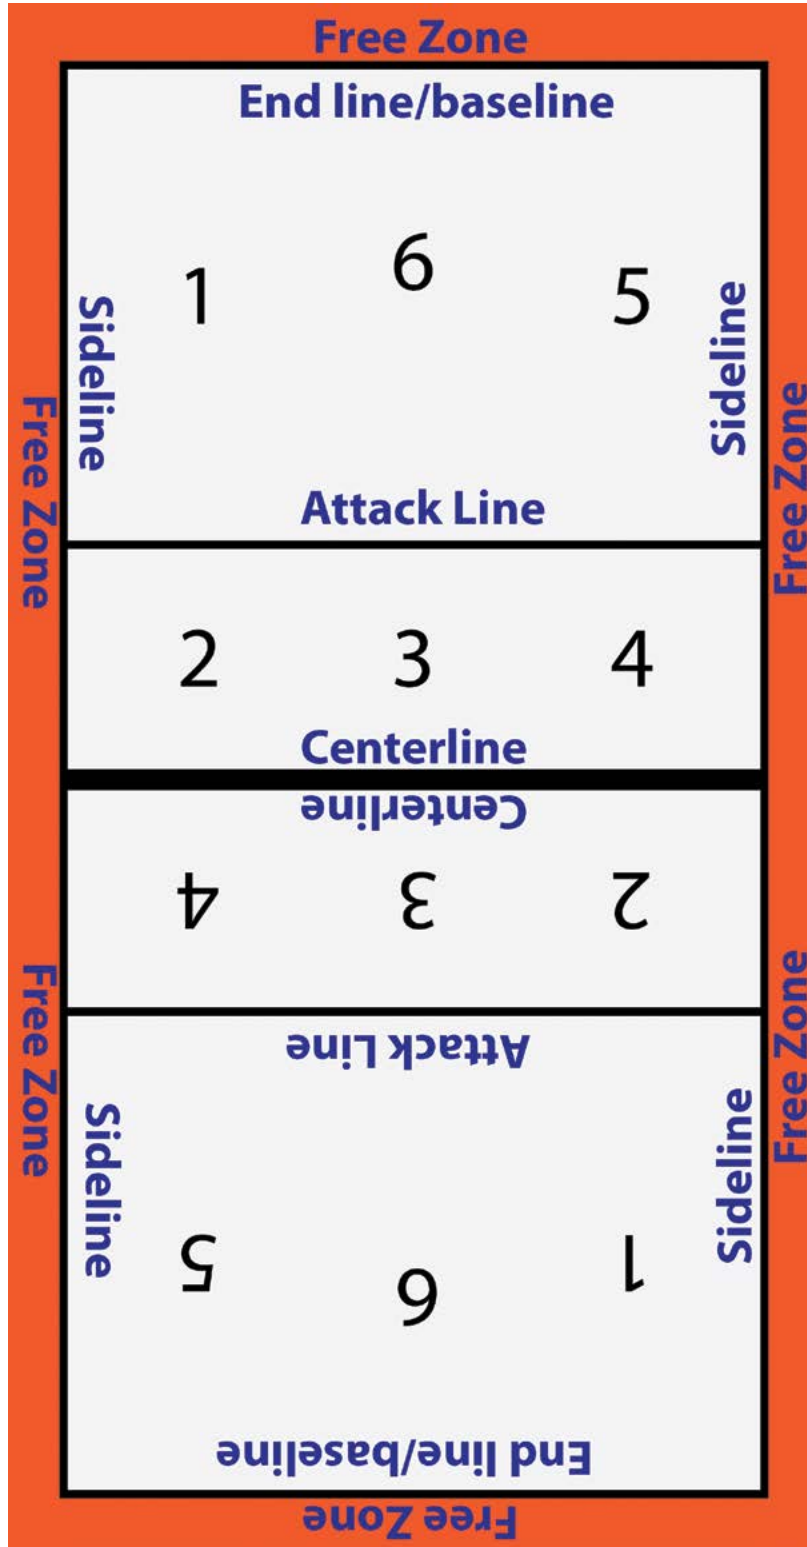 Free Zone
End line/baseline
1 6 5
Sideline
Sideline
Free Zone
Free Zone
Attack Line
2 3 4
Centerline
Centerline
4 3 2
Attack Line
Free Zone
Free Zone
Sideline
Sideline
5 6 1
End line/baseline
Free Zone